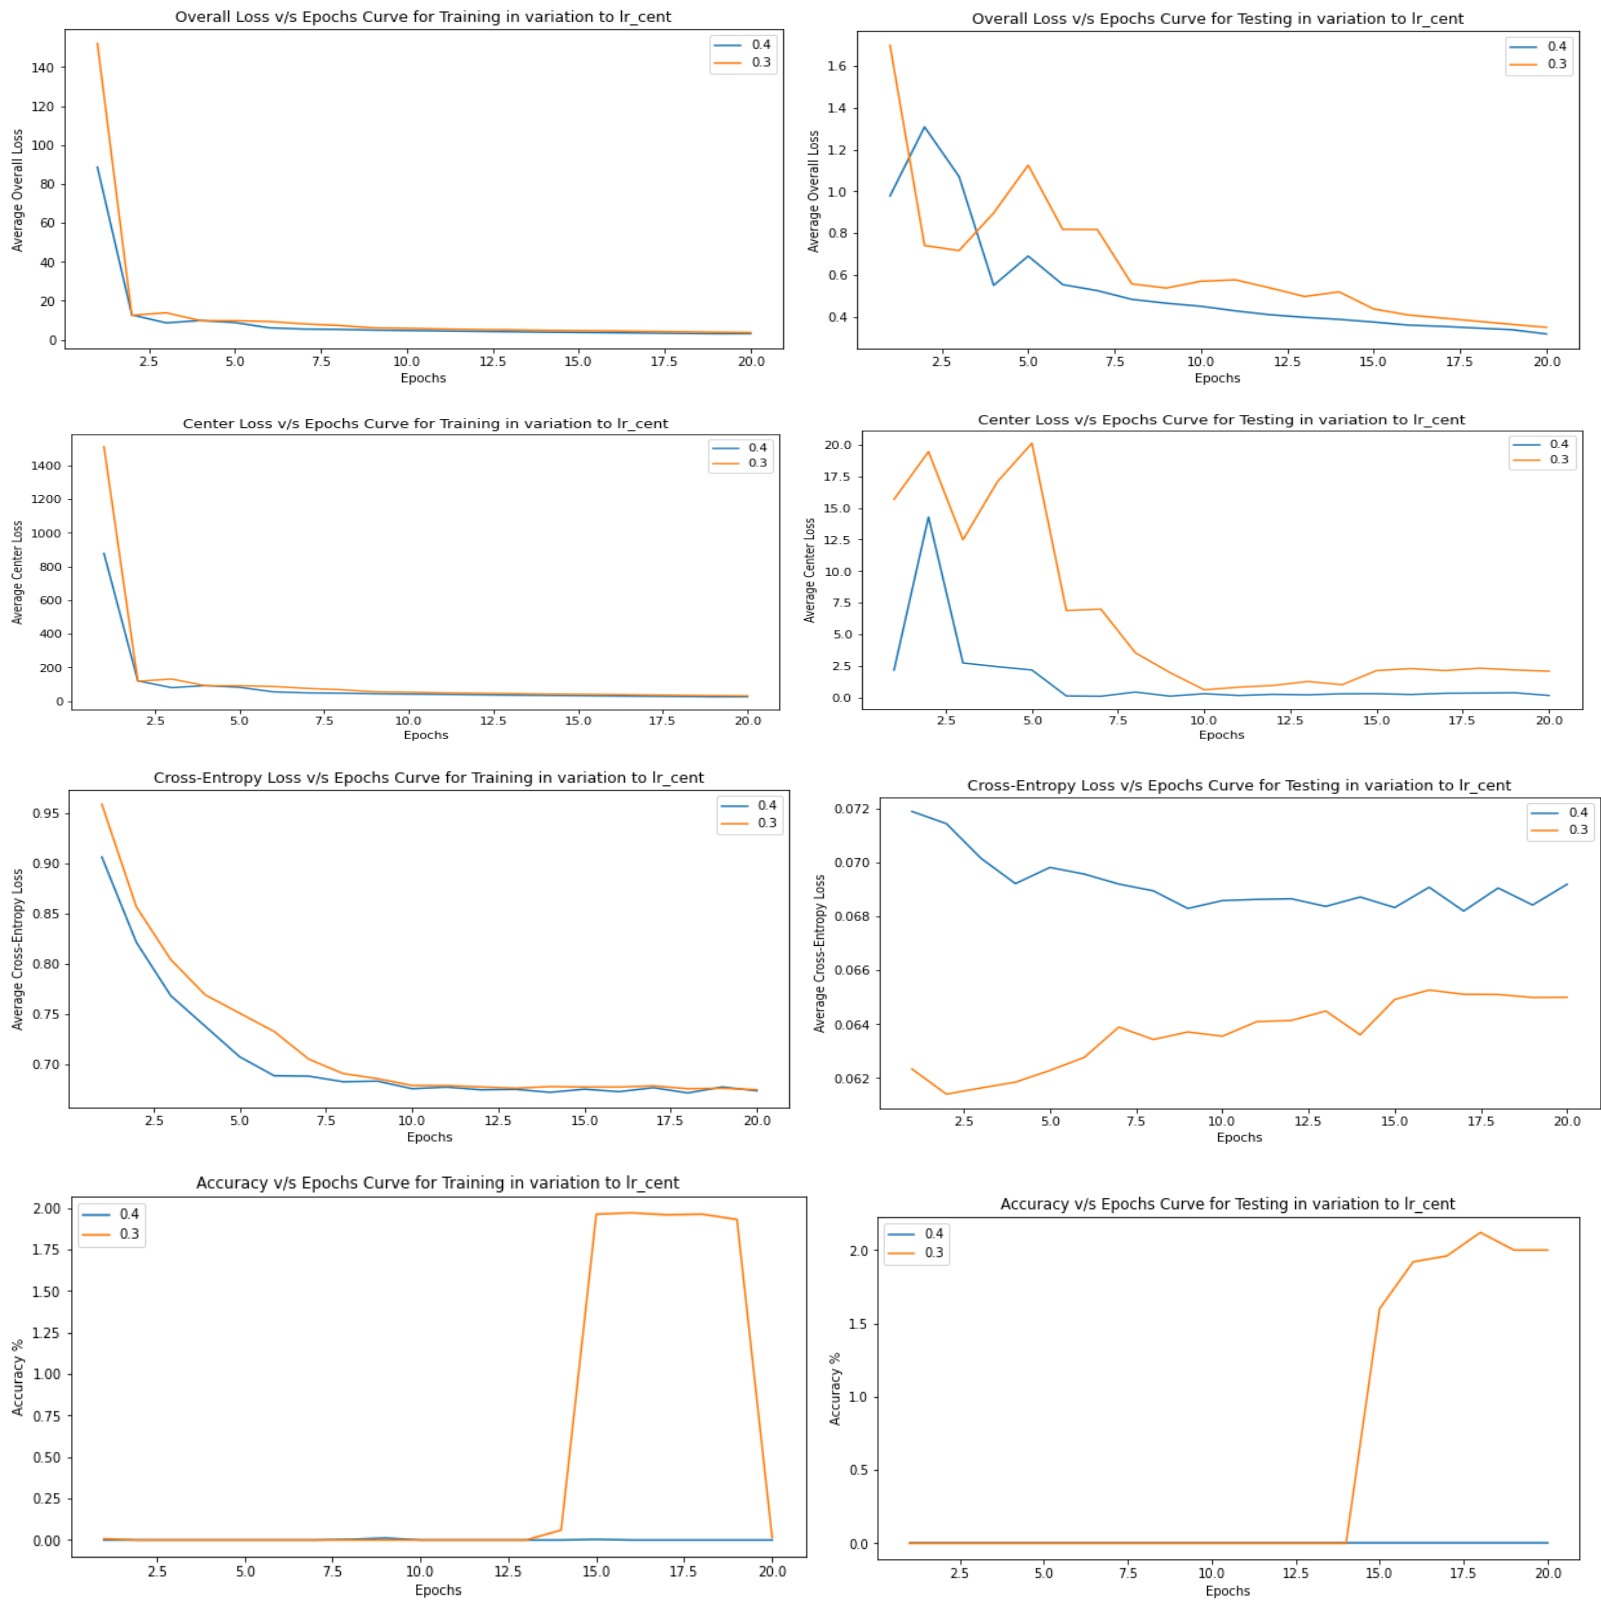 Overall Loss v/s Epochs Curve for Training in variation to lr_cent
0.4
0.3
140
120
100
80
60
40
20
0
Average Overall Loss
2.5 5.0 7.5 10.0 12.5 15.0 17.5 20.0
Epochs
Overall Loss v/s Epochs Curve for Testing in variation to lr_cent
0.4
0.3
1.6
1.4
1.2
1.0
0.8
0.6
0.4
Average Overall Loss
2.5 5.0 7.5 10.0 12.5 15.0 17.5 20.0
Epochs
Center Loss v/s Epochs Curve for Training in variation to lr_cent
0.4
0.3
1400
1200
1000
800
600
400
200
0
Average Center Loss
2.5 5.0 7.5 10.0 12.5 15.0 17.5 20.0
Epochs
Center Loss v/s Epochs Curve for Testing in variation to lr_cent
0.4
0.3
20.0
17.5
15.0
12.5
10.0
7.5
5.0
2.5
0.0
Average Center Loss
2.5 5.0 7.5 10.0 12.5 15.0 17.5 20.0
Epochs
Cross-Entropy Loss v/s Epochs Curve for Training in variation to lr_cent
0.4
0.3
0.95
0.90
0.85
0.80
0.75
0.70
Average Cross-Entropy Loss
2.5 5.0 7.5 10.0 12.5 15.0 17.5 20.0
Epochs
Cross-Entropy Loss v/s Epochs Curve for Testing in variation to lr_cent
0.4
0.3
0.072
0.070
0.068
0.066
0.064
0.062
Average Cross-Entropy Loss
2.5 5.0 7.5 10.0 12.5 15.0 17.5 20.0
Epochs
Accuracy v/s Epochs Curve for Training in variation to lr_cent
0.4
0.3
2.00
1.75
1.50
1.25
1.00
0.75
0.50
0.25
0.00
Accuracy %
2.5 5.0 7.5 10.0 12.5 15.0 17.5 20.0
Epochs
Accuracy v/s Epochs Curve for Testing in variation to lr_cent
0.4
0.3
2.0
1.5
1.0
0.5
0.0
Accuracy %
2.5 5.0 7.5 10.0 12.5 15.0 17.5 20.0
Epochs